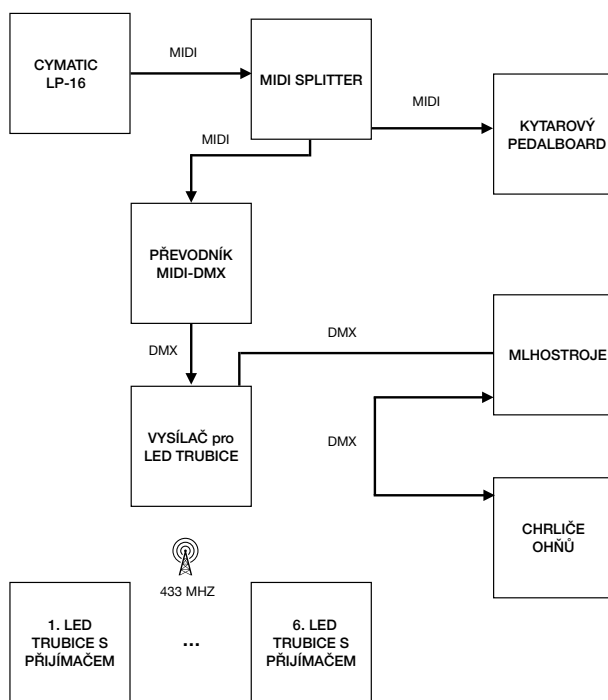 CYMATIC
LP-16
MIDI
MIDI SPLITTER
MIDI
KYTAROVÝ
PEDALBOARD
MIDI
PŘEVODNÍK
MIDI-DMX
DMX
DMX
MLHOSTROJE
VYSÍLAČ pro
LED TRUBICE
DMX
CHRLIČE
OHŇŮ
433 MHZ
1. LED
TRUBICE S
PŘIJÍMAČEM
...
6. LED
TRUBICE S
PŘIJÍMAČEM